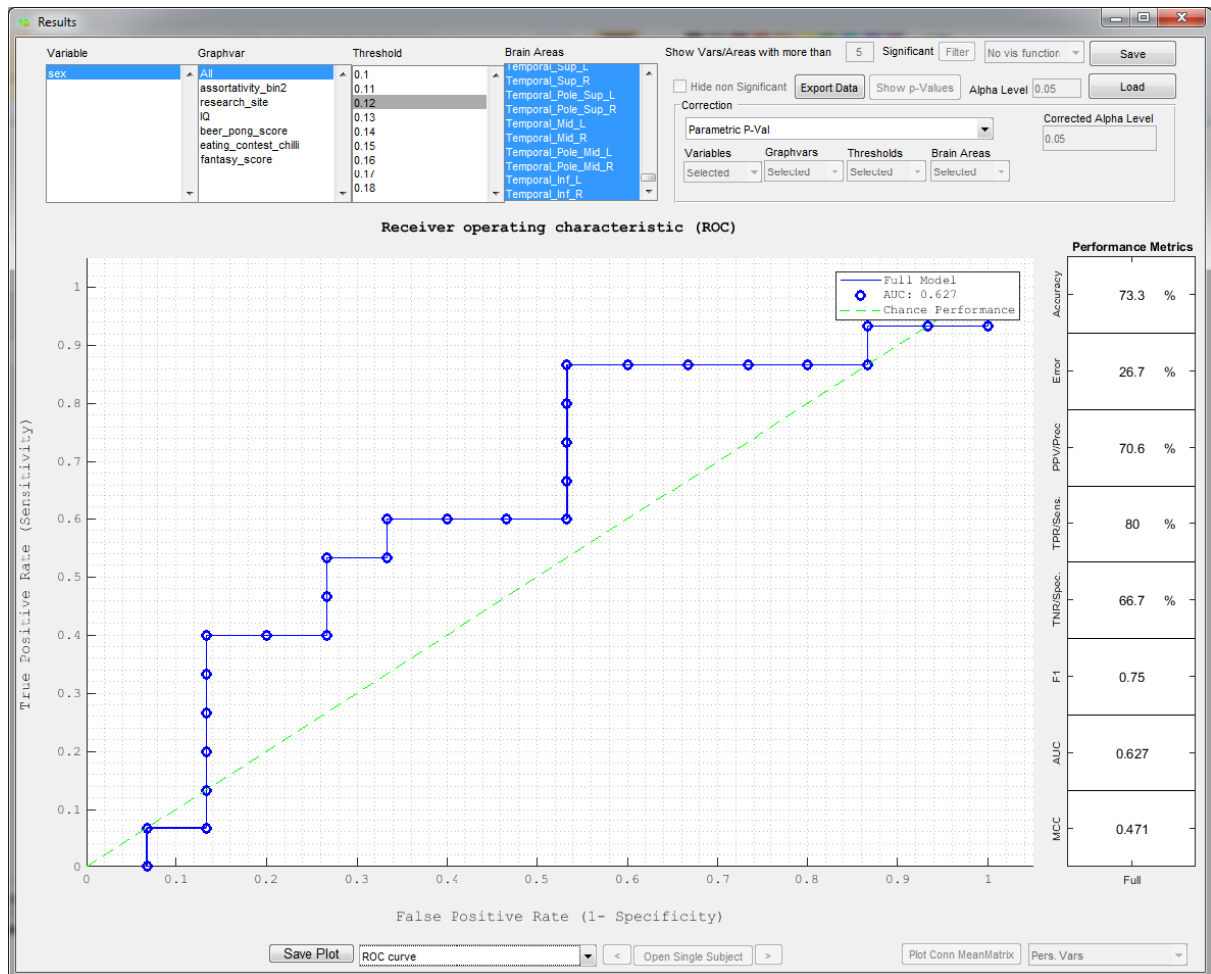 Results
Variable
Graphvar
Threshold
Brain Areas
Show Vars/Areas with more than 5 Significant Filter No vis function Save
sex
All
assortativity_bin2
research_site
IQ
beer_pong_score
eating_contest_chilli
fantasy_score
0.1
0.11
0.12
0.13
0.14
0.15
0.16
0.17
0.18
Temporal_Sup_L
Temporal_Sup_R
Temporal_Pole_Sup_L
Temporal_Pole_Sup_R
Temporal_Mid_L
Temporal_Mid_R
Temporal_Pole_Mid_L
Temporal_Pole_Mid_R
Temporal_Inf_L
Temporal_Inf_R
Hide non Significant Export Data Show p-Values Alpha Level 0.05 Load
Correction
Parametric P-Val
Variables Graphvars Thresholds Brain Areas
Selected Selected Selected Selected
Corrected Alpha Level
0.05
Receiver operating characteristic (ROC)
Full Model
AUC: 0.627
Chance Performance
True Positive Rate (Sensitivity)
1
0.9
0.8
0.7
0.6
0.5
0.4
0.3
0.2
0.1
0
0 0.1 0.2 0.3 0.4 0.5 0.6 0.7 0.8 0.9 1
False Positive Rate (1- Specificity)
Performance Metrics
Accuracy 73.3 %
Error 26.7 %
PPV/Prec 70.6 %
TPR/Sens. 80 %
TNR/Spec. 66.7 %
F1 0.75
AUC 0.627
MCC 0.471
Full
Save Plot ROC curve < Open Single Subject > Plot Conn MeanMatrix Pers. Vars